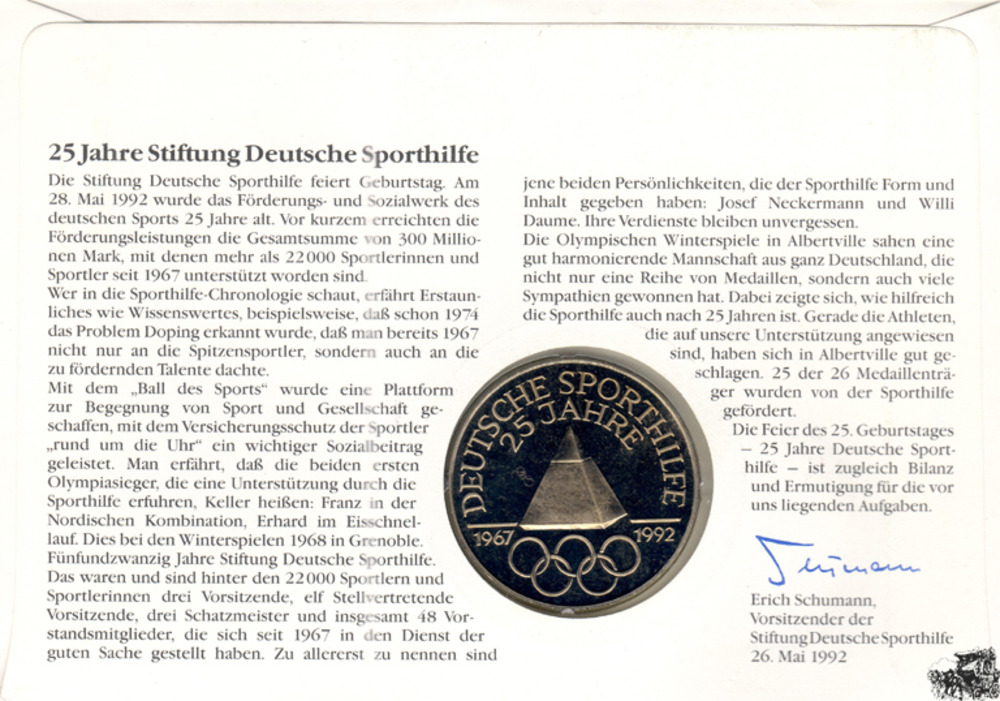 25 Jahre Stiftung Deutsche Sporthilfe
Die Stiftung Deutsche Sporthilfe feiert Geburtstag. Am
28. Mai 1992 wurde das Förderungs- und Sozialwerk des
deutschen Sports 25 Jahre alt. Vor kurzem erreichten die
Förderungsleistungen die Gesamtsumme von 300 Millio-
nen Mark, mit denen mehr als 22 000 Sportlerinnen und
Sportler seit 1967 unterstützt worden sind.
Wer in die Sporthilfe-Chronologie schaut, erfährt Erstaun-
liches wie Wissenswertes, beispielsweise, daß schon 1974
das Problem Doping erkannt wurde, daß man bereits 1967
nicht nur an die Spitzensportler, sondern auch an die
zu fördernden Talente dachte.
Mit dem „Ball des Sports“ wurde eine Plattform
zur Begegnung von Sport und Gesellschaft ge-
schaffen, mit dem Versicherungsschutz der Sportler
„rund um die Uhr“ ein wichtiger Sozialbeitrag
geleistet. Man erfährt, daß die beiden ersten
Olympiasieger, die eine Unterstützung durch die
Sporthilfe erfuhren, Keller heißen: Franz in der
Nordischen Kombination, Erhard im Eisschnel-
lauf. Dies bei den Winterspielen 1968 in Grenoble.
Fünfundzwanzig Jahre Stiftung Deutsche Sporthilfe.
Das waren und sind hinter den 22 000 Sportlern und
Sportlerinnen drei Vorsitzende, elf Stellvertretende
Vorsitzende, drei Schatzmeister und insgesamt 48 Vor-
standsmitglieder, die sich seit 1967 in den Dienst der
guten Sache gestellt haben. Zu allererst zu nennen sind
jene beiden Persönlichkeiten, die der Sporthilfe Form und
Inhalt gegeben haben: Josef Neckermann und Willi
Daume. Ihre Verdienste bleiben unvergessen.
Die Olympischen Winterspiele in Albertville sahen eine
gut harmonierende Mannschaft aus ganz Deutschland, die
nicht nur eine Reihe von Medaillen, sondern auch viele
Sympathien gewonnen hat. Dabei zeigte sich, wie hilfreich
die Sporthilfe auch nach 25 Jahren ist. Gerade die Athleten,
die auf unsere Unterstützung angewiesen
sind, haben sich in Albertville gut ge-
schlagen. 25 der 26 Medaillenträ-
ger wurden von der Sporthilfe
gefördert.
Die Feier des 25. Geburtstages
– 25 Jahre Deutsche Sport-
hilfe – ist zugleich Bilanz
und Ermutigung für die vor
uns liegenden Aufgaben.
DEUTSCHE SPORTHILFE
25 JAHRE
1967 1992
Schumann
Erich Schumann,
Vorsitzender der
Stiftung Deutsche Sporthilfe
26. Mai 1992